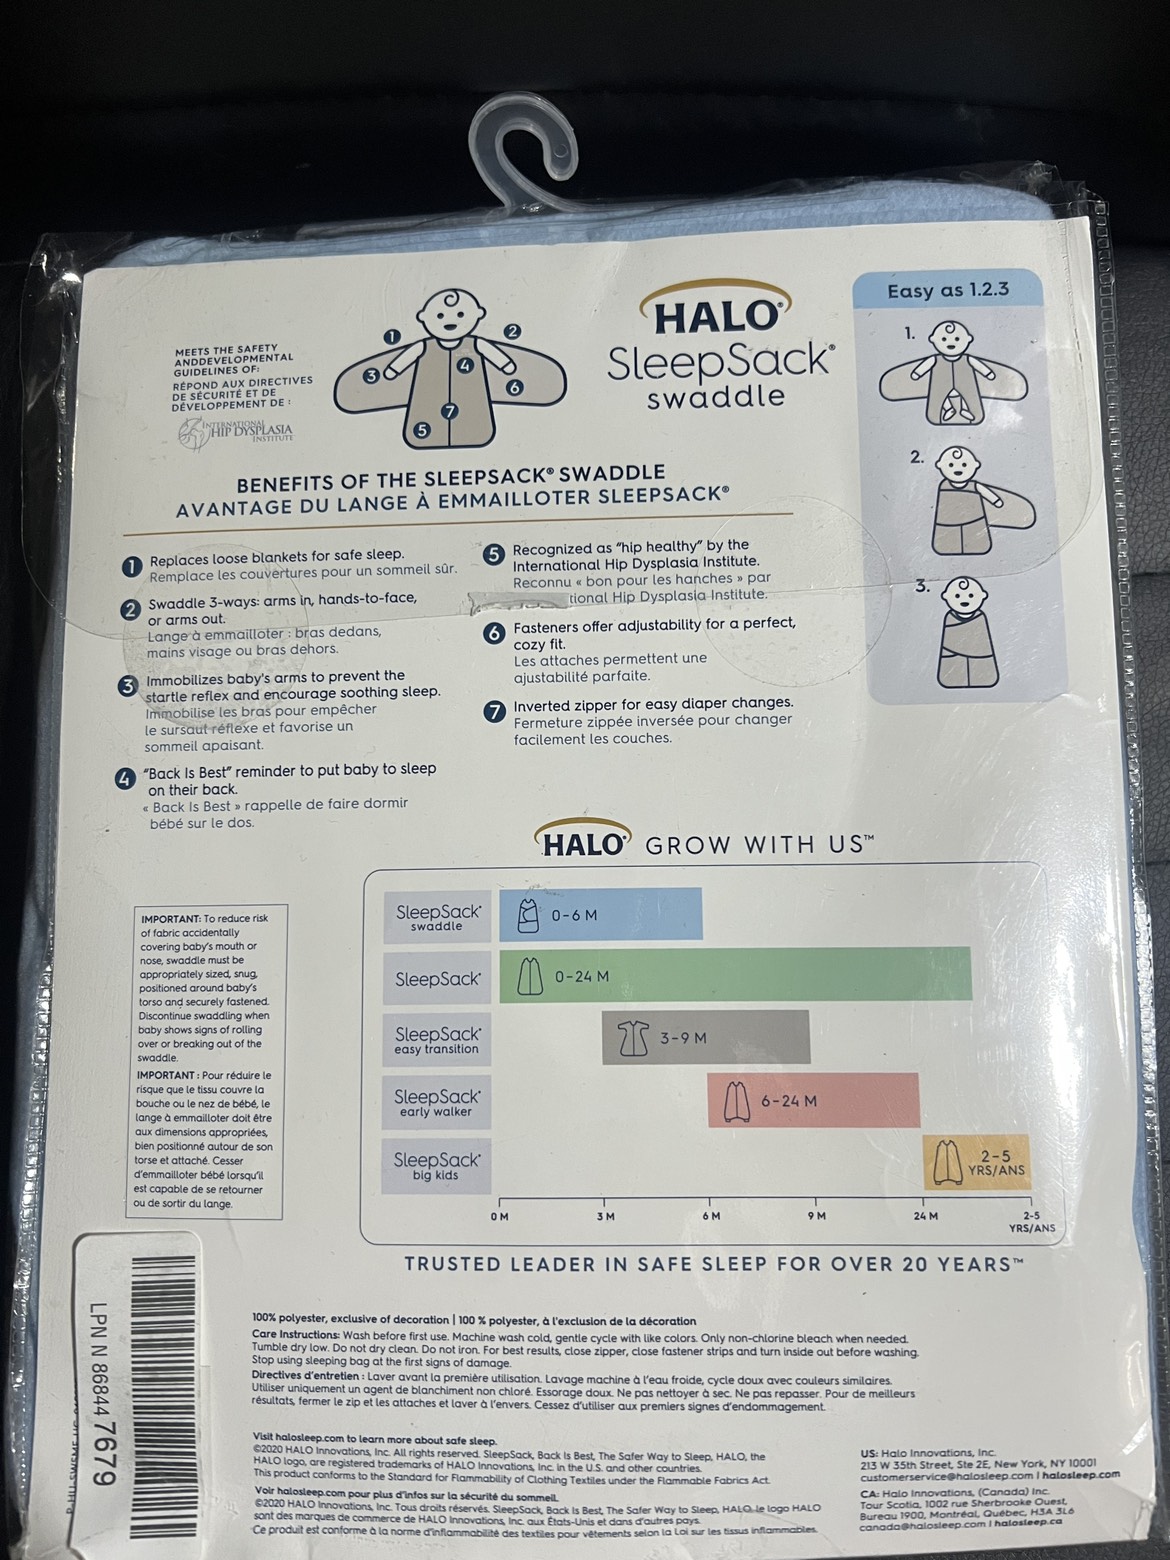 MEETS THE SAFETY
ANDDEVELOPMENTAL
GUIDELINES OF:
RÉPOND AUX DIRECTIVES
DE SÉCURITÉ ET DE
DÉVELOPPEMENT DE :
INTERNATIONAL
HIP DYSPLASIA
INSTITUTE
1
2
3
4
5
6
7
HALO®
SleepSack®
swaddle
Easy as 1.2.3
1.
2.
3.
BENEFITS OF THE SLEEPSACK® SWADDLE
AVANTAGE DU LANGE À EMMAILLOTER SLEEPSACK®
1 Replaces loose blankets for safe sleep.
Remplace les couvertures pour un sommeil sûr.
2 Swaddle 3-ways: arms in, hands-to-face,
or arms out.
Lange à emmailloter : bras dedans,
mains visage ou bras dehors.
3 Immobilizes baby's arms to prevent the
startle reflex and encourage soothing sleep.
Immobilise les bras pour empêcher
le sursaut réflexe et favorise un
sommeil apaisant.
4 "Back Is Best" reminder to put baby to sleep
on their back.
« Back Is Best » rappelle de faire dormir
bébé sur le dos.
5 Recognized as "hip healthy" by the
International Hip Dysplasia Institute.
Reconnu « bon pour les hanches » par
tional Hip Dysplasia Institute.
6 Fasteners offer adjustability for a perfect,
cozy fit.
Les attaches permettent une
ajustabilité parfaite.
7 Inverted zipper for easy diaper changes.
Fermeture zippée inversée pour changer
facilement les couches.
HALO® GROW WITH US™
SleepSack®
swaddle
0-6 M
SleepSack®
0-24 M
SleepSack®
easy transition
3-9 M
SleepSack®
early walker
6-24 M
SleepSack®
big kids
2-5
YRS/ANS
0 M 3 M 6 M 9 M 24 M 2-5
YRS/ANS
IMPORTANT: To reduce risk
of fabric accidentally
covering baby's mouth or
nose, swaddle must be
appropriately sized, snug,
positioned around baby's
torso and securely fastened.
Discontinue swaddling when
baby shows signs of rolling
over or breaking out of the
swaddle.
IMPORTANT : Pour réduire le
risque que le tissu couvre la
bouche ou le nez de bébé, le
lange à emmailloter doit être
aux dimensions appropriées,
bien positionné autour de son
torse et attaché. Cesser
d'emmailloter bébé lorsqu'il
est capable de se retourner
ou de sortir du lange.
TRUSTED LEADER IN SAFE SLEEP FOR OVER 20 YEARS™
LPN N 868447679
100% polyester, exclusive of decoration | 100 % polyester, à l'exclusion de la décoration
Care Instructions: Wash before first use. Machine wash cold, gentle cycle with like colors. Only non-chlorine bleach when needed.
Tumble dry low. Do not dry clean. Do not iron. For best results, close zipper, close fastener strips and turn inside out before washing.
Stop using sleeping bag at the first signs of damage.
Directives d'entretien : Laver avant la première utilisation. Lavage machine à l'eau froide, cycle doux avec couleurs similaires.
Utiliser uniquement un agent de blanchiment non chloré. Essorage doux. Ne pas nettoyer à sec. Ne pas repasser. Pour de meilleurs
résultats, fermer le zip et les attaches et laver à l'envers. Cessez d'utiliser aux premiers signes d'endommagement.
Visit halosleep.com to learn more about safe sleep.
©2020 HALO Innovations, Inc. All rights reserved. SleepSack, Back Is Best, The Safer Way to Sleep, HALO, the
HALO logo, are registered trademarks of HALO Innovations, Inc. in the U.S. and other countries.
This product conforms to the Standard for Flammability of Clothing Textiles under the Flammable Fabrics Act.
Voir halosleep.com pour plus d'infos sur la sécurité du sommeil.
©2020 HALO Innovations, Inc. Tous droits réservés. SleepSack, Back Is Best, The Safer Way to Sleep, HALO, le logo HALO
sont des marques de commerce de HALO Innovations, Inc. aux États-Unis et dans d'autres pays.
Ce produit est conforme à la norme d'inflammabilité des textiles pour vêtements selon la Loi sur les tissus inflammables.
US: Halo Innovations, Inc.
213 W 35th Street, Ste 2E, New York, NY 10001
customerservice@halosleep.com | halosleep.com
CA: Halo Innovations, (Canada) Inc.
Tour Scotia, 1002 rue Sherbrooke Ouest,
Bureau 1900, Montréal, Québec, H3A 3L6
canada@halosleep.com | halosleep.ca